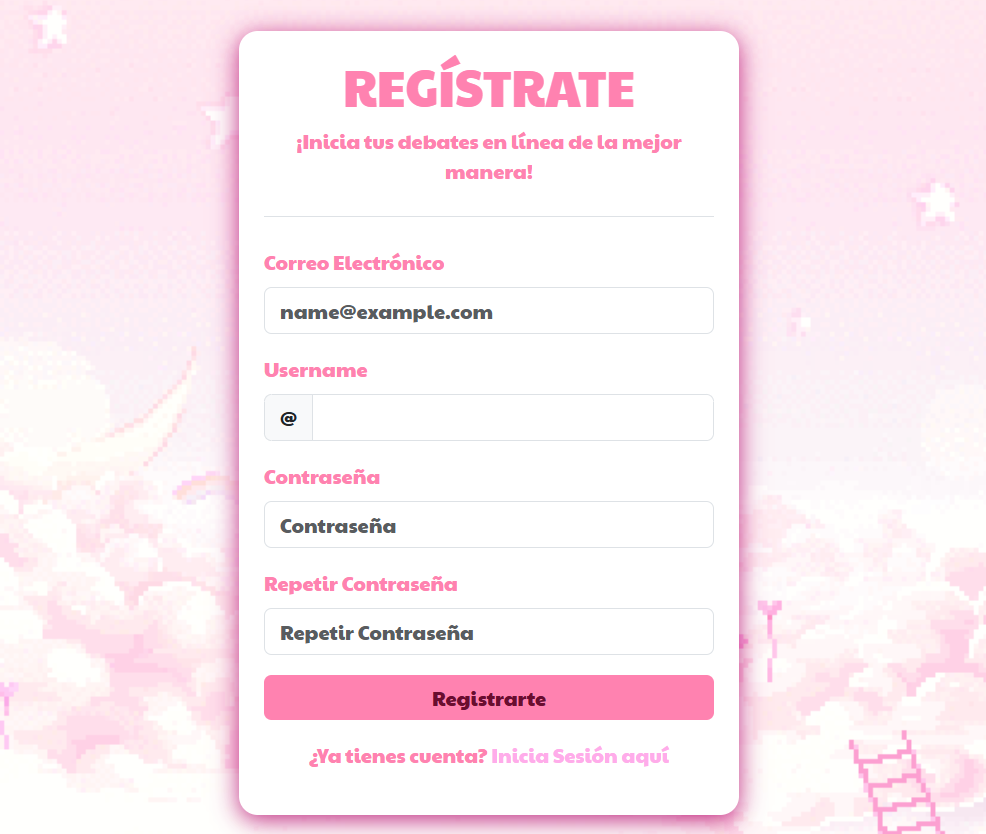 REGÍSTRATE
¡Inicia tus debates en línea de la mejor
manera!
Correo Electrónico
name@example.com
Username
@
Contraseña
Contraseña
Repetir Contraseña
Repetir Contraseña
Registrarte
¿Ya tienes cuenta? Inicia Sesión aquí